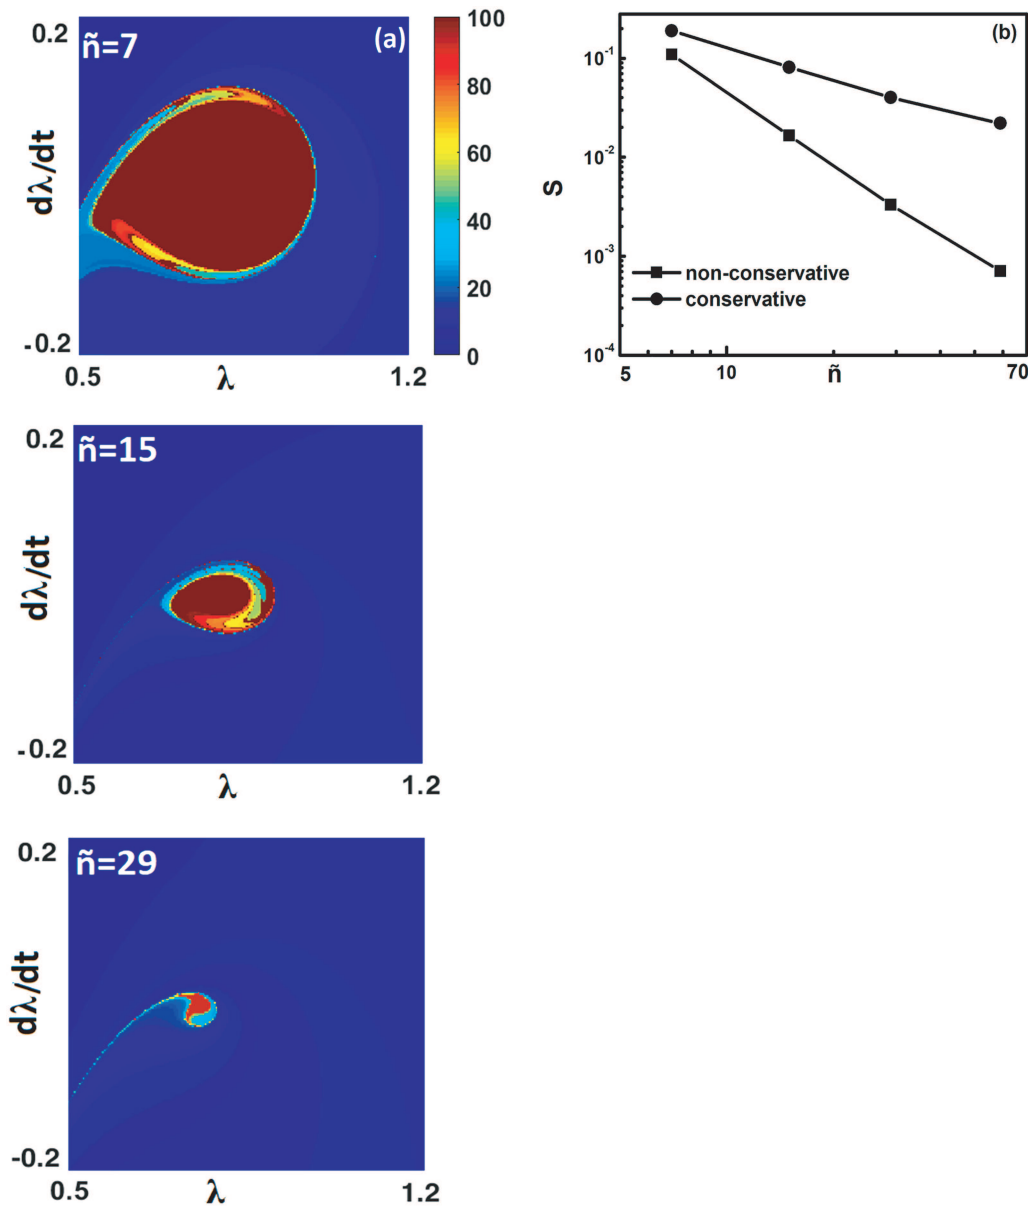 0.2
ñ=7
(a)
dλ/dt
-0.2
0.5
λ
1.2
100
80
60
40
20
0
(b)
10⁻¹
10⁻²
10⁻³
10⁻⁴
S
non-conservative
conservative
5
10
ñ
70
0.2
ñ=15
dλ/dt
-0.2
0.5
λ
1.2
0.2
ñ=29
dλ/dt
-0.2
0.5
λ
1.2